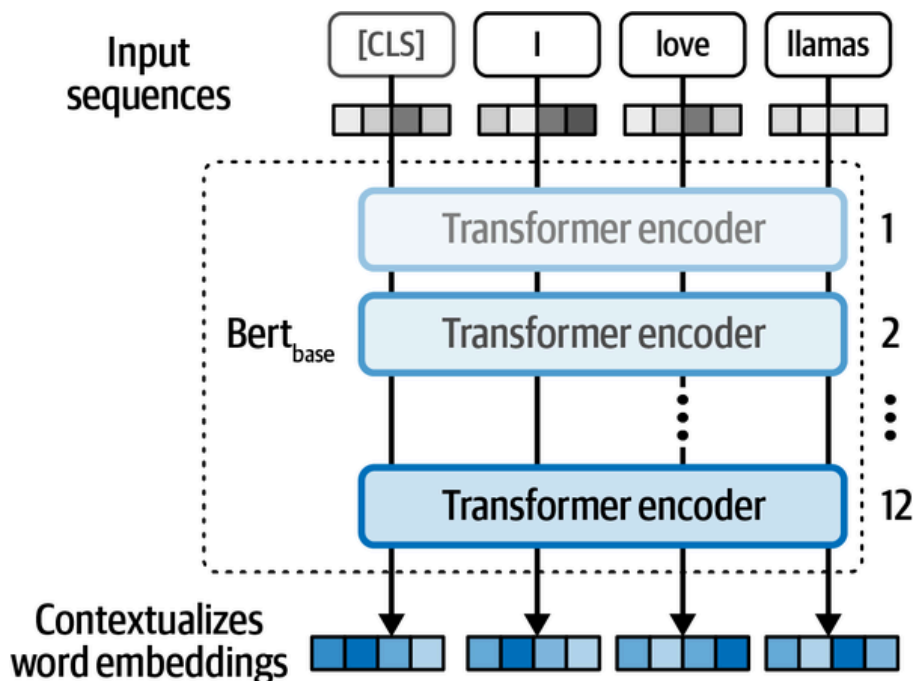 Input
sequences
[CLS] I love llamas
Transformer encoder 1
Bert base
Transformer encoder 2
Transformer encoder 12
Contextualizes
word embeddings